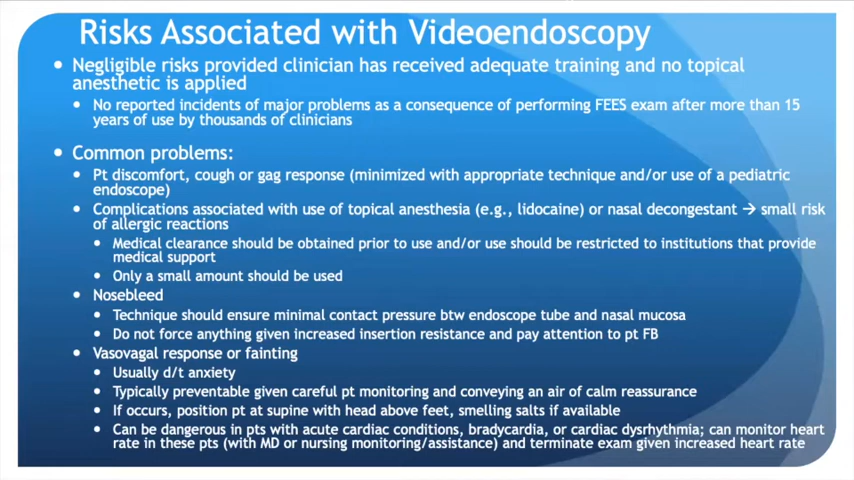 Risks Associated with Videoendoscopy
• Negligible risks provided clinician has received adequate training and no topical
anesthetic is applied
• No reported incidents of major problems as a consequence of performing FEES exam after more than 15
years of use by thousands of clinicians
• Common problems:
• Pt discomfort, cough or gag response (minimized with appropriate technique and/or use of a pediatric
endoscope)
• Complications associated with use of topical anesthesia (e.g., lidocaine) or nasal decongestant → small risk
of allergic reactions
• Medical clearance should be obtained prior to use and/or use should be restricted to institutions that provide
medical support
• Only a small amount should be used
• Nosebleed
• Technique should ensure minimal contact pressure btw endoscope tube and nasal mucosa
• Do not force anything given increased insertion resistance and pay attention to pt FB
• Vasovagal response or fainting
• Usually d/t anxiety
• Typically preventable given careful pt monitoring and conveying an air of calm reassurance
• If occurs, position pt at supine with head above feet, smelling salts if available
• Can be dangerous in pts with acute cardiac conditions, bradycardia, or cardiac dysrhythmia; can monitor heart
rate in these pts (with MD or nursing monitoring/assistance) and terminate exam given increased heart rate